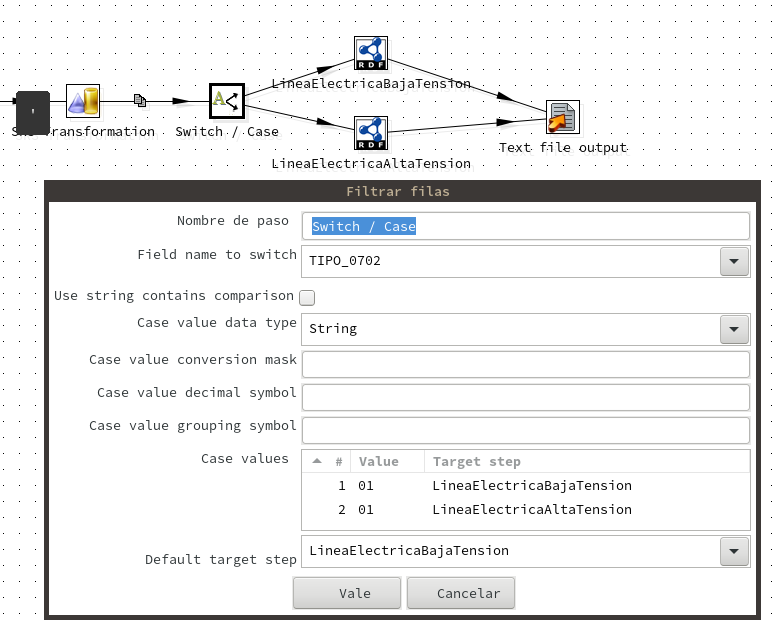 RDF
LineaElectricaBajaTension
A
'
Transformation
Switch / Case
RDF
LineaElectricaAltaTension
Text file output
Filtrar filas
Nombre de paso Switch / Case
Field name to switch TIPO_0702
Use string contains comparison
Case value data type String
Case value conversion mask
Case value decimal symbol
Case value grouping symbol
Case values # Value Target step
1 01 LineaElectricaBajaTension
2 01 LineaElectricaAltaTension
Default target step LineaElectricaBajaTension
Vale Cancelar